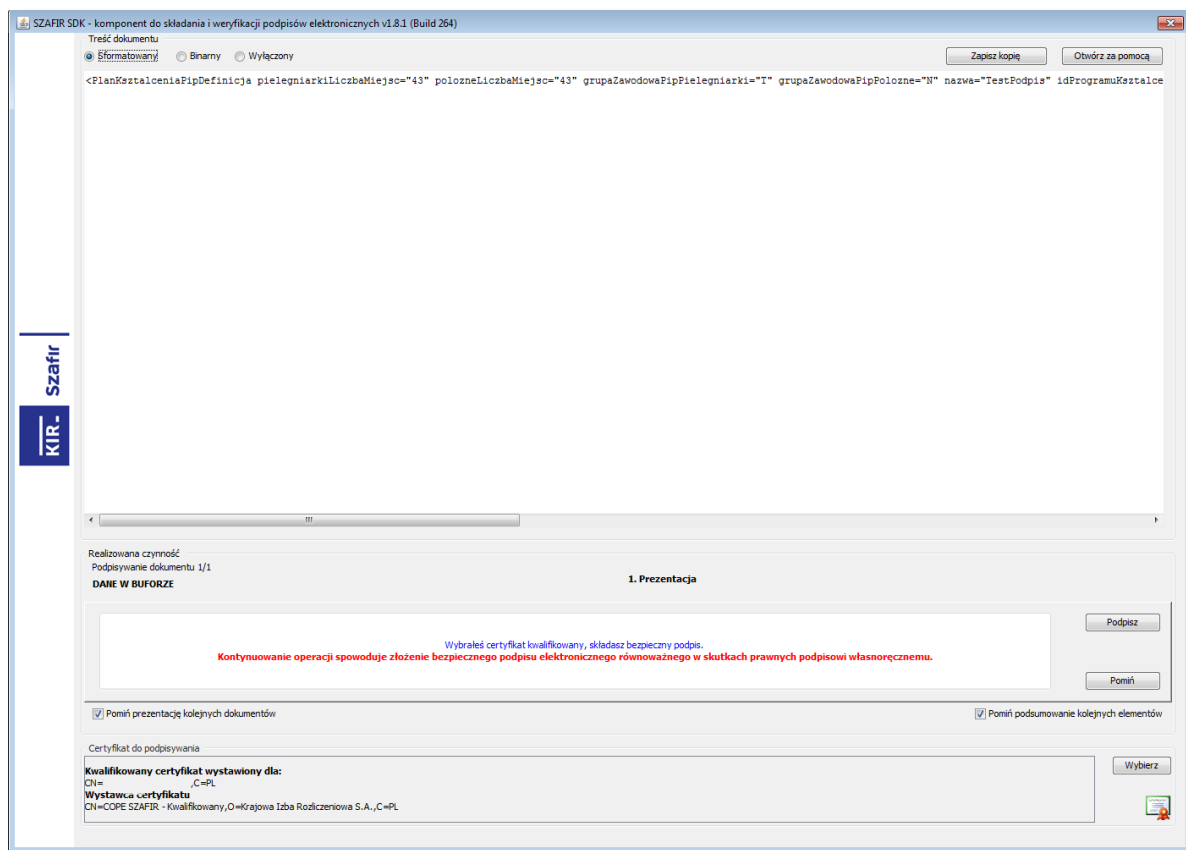 SZAFIR SDK - komponent do składania i weryfikacji podpisów elektronicznych v1.8.1 (Build 264)
Treść dokumentu
Sformatowany Binarny Wyłączony Zapisz kopię Otwórz za pomocą
<PlanKsztalceniaPipDefinicja pielegniarkiLiczbaMiejsc="43" polozneLiczbaMiejsc="43" grupaZawodowaPipPielegniarki="T" grupaZawodowaPipPolozne="N" nazwa="TestPodpis" idProgramuKsztalce
Szafir
KIR.
Realizowana czynność
Podpisywanie dokumentu 1/1
DANE W BUFORZE
1. Prezentacja
Podpisz
Wybrałeś certyfikat kwalifikowany, składasz bezpieczny podpis.
Kontynuowanie operacji spowoduje złożenie bezpiecznego podpisu elektronicznego równoważnego w skutkach prawnych podpisowi własnoręcznemu.
Pomiń
Pomiń prezentację kolejnych dokumentów Pomiń podsumowanie kolejnych elementów
Certyfikat do podpisywania
Wybierz
Kwalifikowany certyfikat wystawiony dla:
CN= ,C=PL
Wystawca certyfikatu
CN=COPE SZAFIR - Kwalifikowany,O=Krajowa Izba Rozliczeniowa S.A.,C=PL